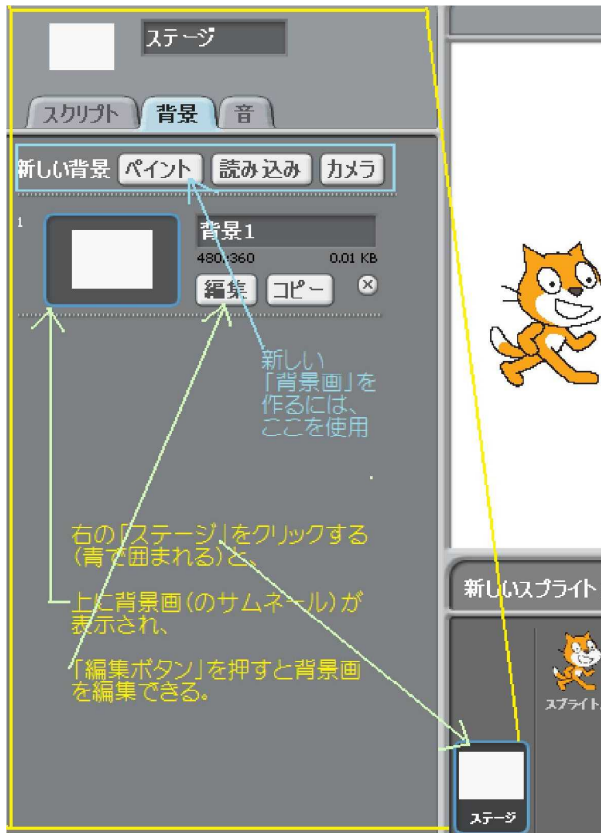 ステージ
スクリプト 背景 音
新しい背景 ペイント 読み込み カメラ
1
背景1
480x360 0.01 KB
編集 コピー
新しい
「背景画」を
作るには、
ここを使用
右の「ステージ」をクリックする
(青で囲まれる)と、
上に背景画(のサムネール)が
表示され、
「編集ボタン」を押すと背景画
を編集できる。
新しいスプライト
スプライト
ステージ